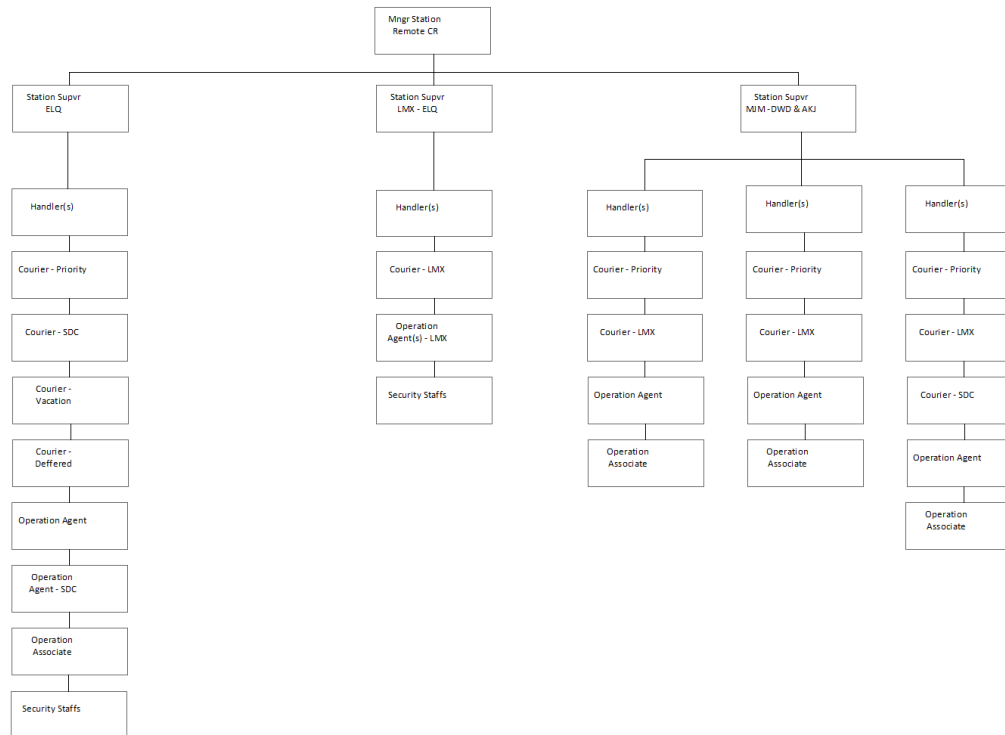 Mngr Station
Remote CR
Station Supvr
ELQ
Station Supvr
LMX - ELQ
Station Supvr
MJM -DWD & AKJ
Handler(s)
Courier - Priority
Courier - SDC
Courier -
Vacation
Courier -
Deffered
Operation Agent
Operation
Agent - SDC
Operation
Associate
Security Staffs
Handler(s)
Courier - LMX
Operation
Agent(s) - LMX
Security Staffs
Handler(s)
Courier - Priority
Courier - LMX
Operation Agent
Operation
Associate
Handler(s)
Courier - Priority
Courier - LMX
Operation Agent
Operation
Associate
Handler(s)
Courier - Priority
Courier - LMX
Courier - SDC
Operation Agent
Operation
Associate